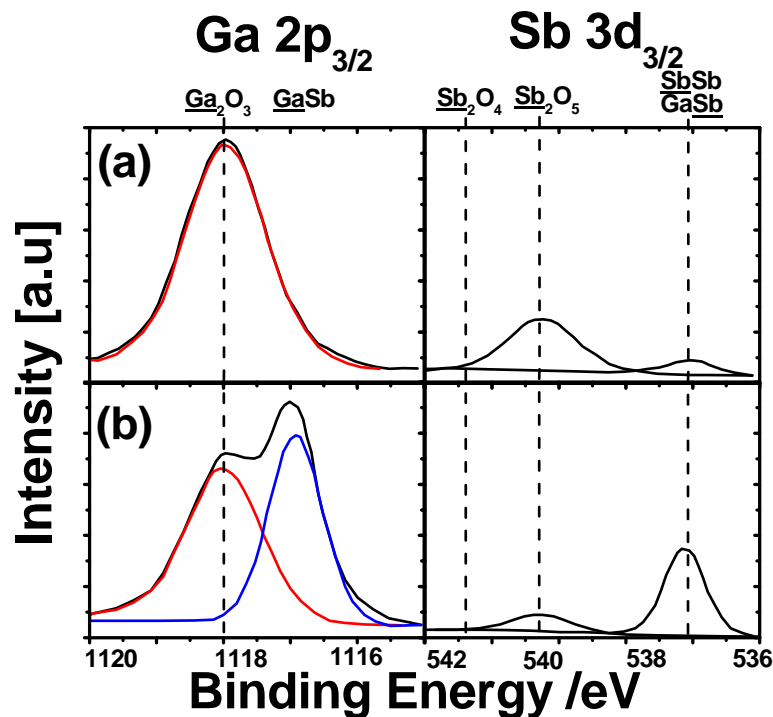 Ga 2p3/2 Sb 3d3/2
Ga2O3 GaSb Sb2O4 Sb2O5 SbSb
GaSb
(a)
(b)
Intensity [a.u]
1120 1118 1116 542 540 538 536
Binding Energy /eV